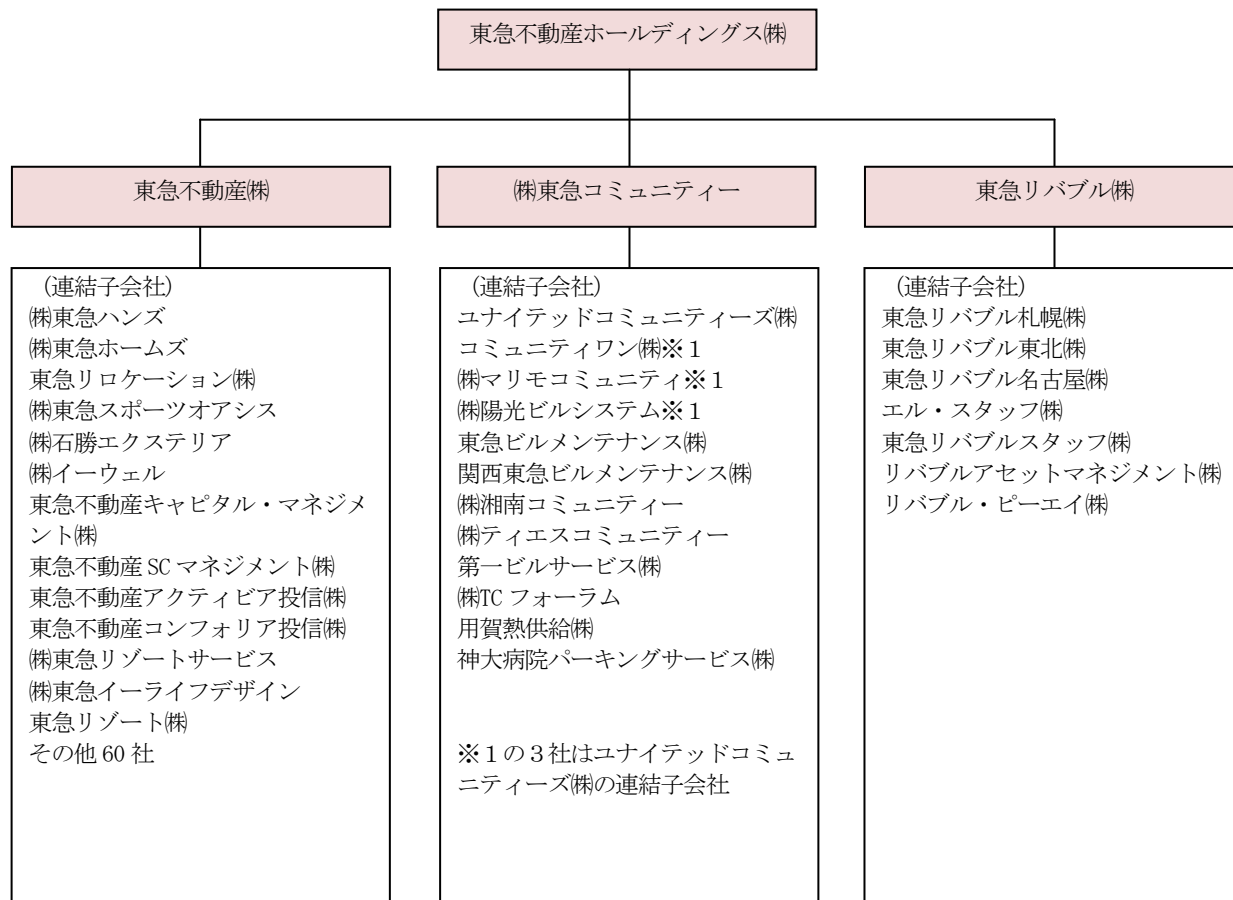 東急不動産ホールディングス㈱
東急不動産㈱
㈱東急コミュニティー
東急リバブル㈱
(連結子会社)
㈱東急ハンズ
㈱東急ホームズ
東急リロケーション㈱
㈱東急スポーツオアシス
㈱石勝エクステリア
㈱イーウェル
東急不動産キャピタル・マネジメ
ント㈱
東急不動産 SC マネジメント㈱
東急不動産アクティビア投信㈱
東急不動産コンフォリア投信㈱
㈱東急リゾートサービス
㈱東急イーライフデザイン
東急リゾート㈱
その他 60 社
(連結子会社)
ユナイテッドコミュニティーズ㈱
コミュニティワン㈱※１
㈱マリモコミュニティ※１
㈱陽光ビルシステム※１
東急ビルメンテナンス㈱
関西東急ビルメンテナンス㈱
㈱湘南コミュニティー
㈱ティエスコミュニティー
第一ビルサービス㈱
㈱TC フォーラム
用賀熱供給㈱
神大病院パーキングサービス㈱
※１の３社はユナイテッドコミュ
ニティーズ㈱の連結子会社
(連結子会社)
東急リバブル札幌㈱
東急リバブル東北㈱
東急リバブル名古屋㈱
エル・スタッフ㈱
東急リバブルスタッフ㈱
リバブルアセットマネジメント㈱
リバブル・ピーエイ㈱